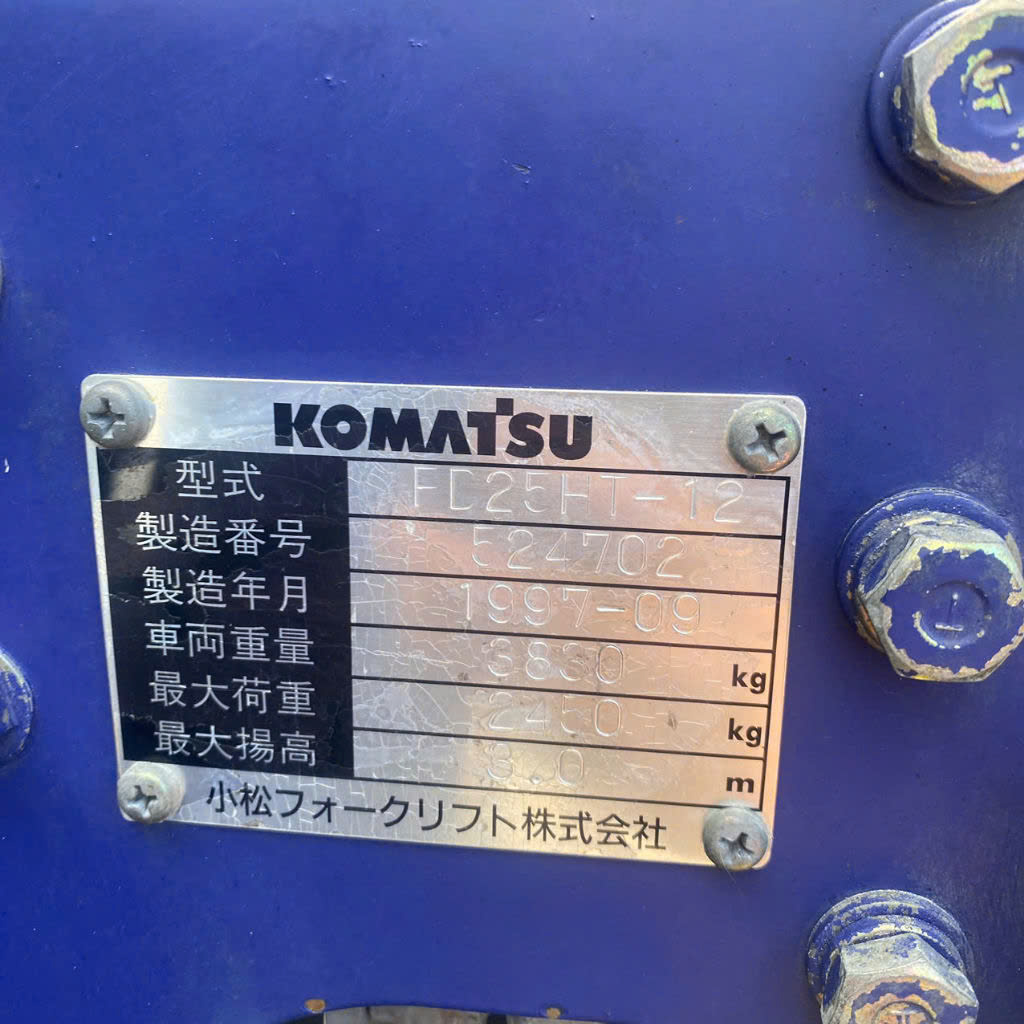 KOMATSU
型式 FD25HT-12
製造番号 524702
製造年月 1997-09
車両重量 3830 kg
最大荷重 2450 kg
最大揚高 3.0 m
小松フォークリフト株式会社